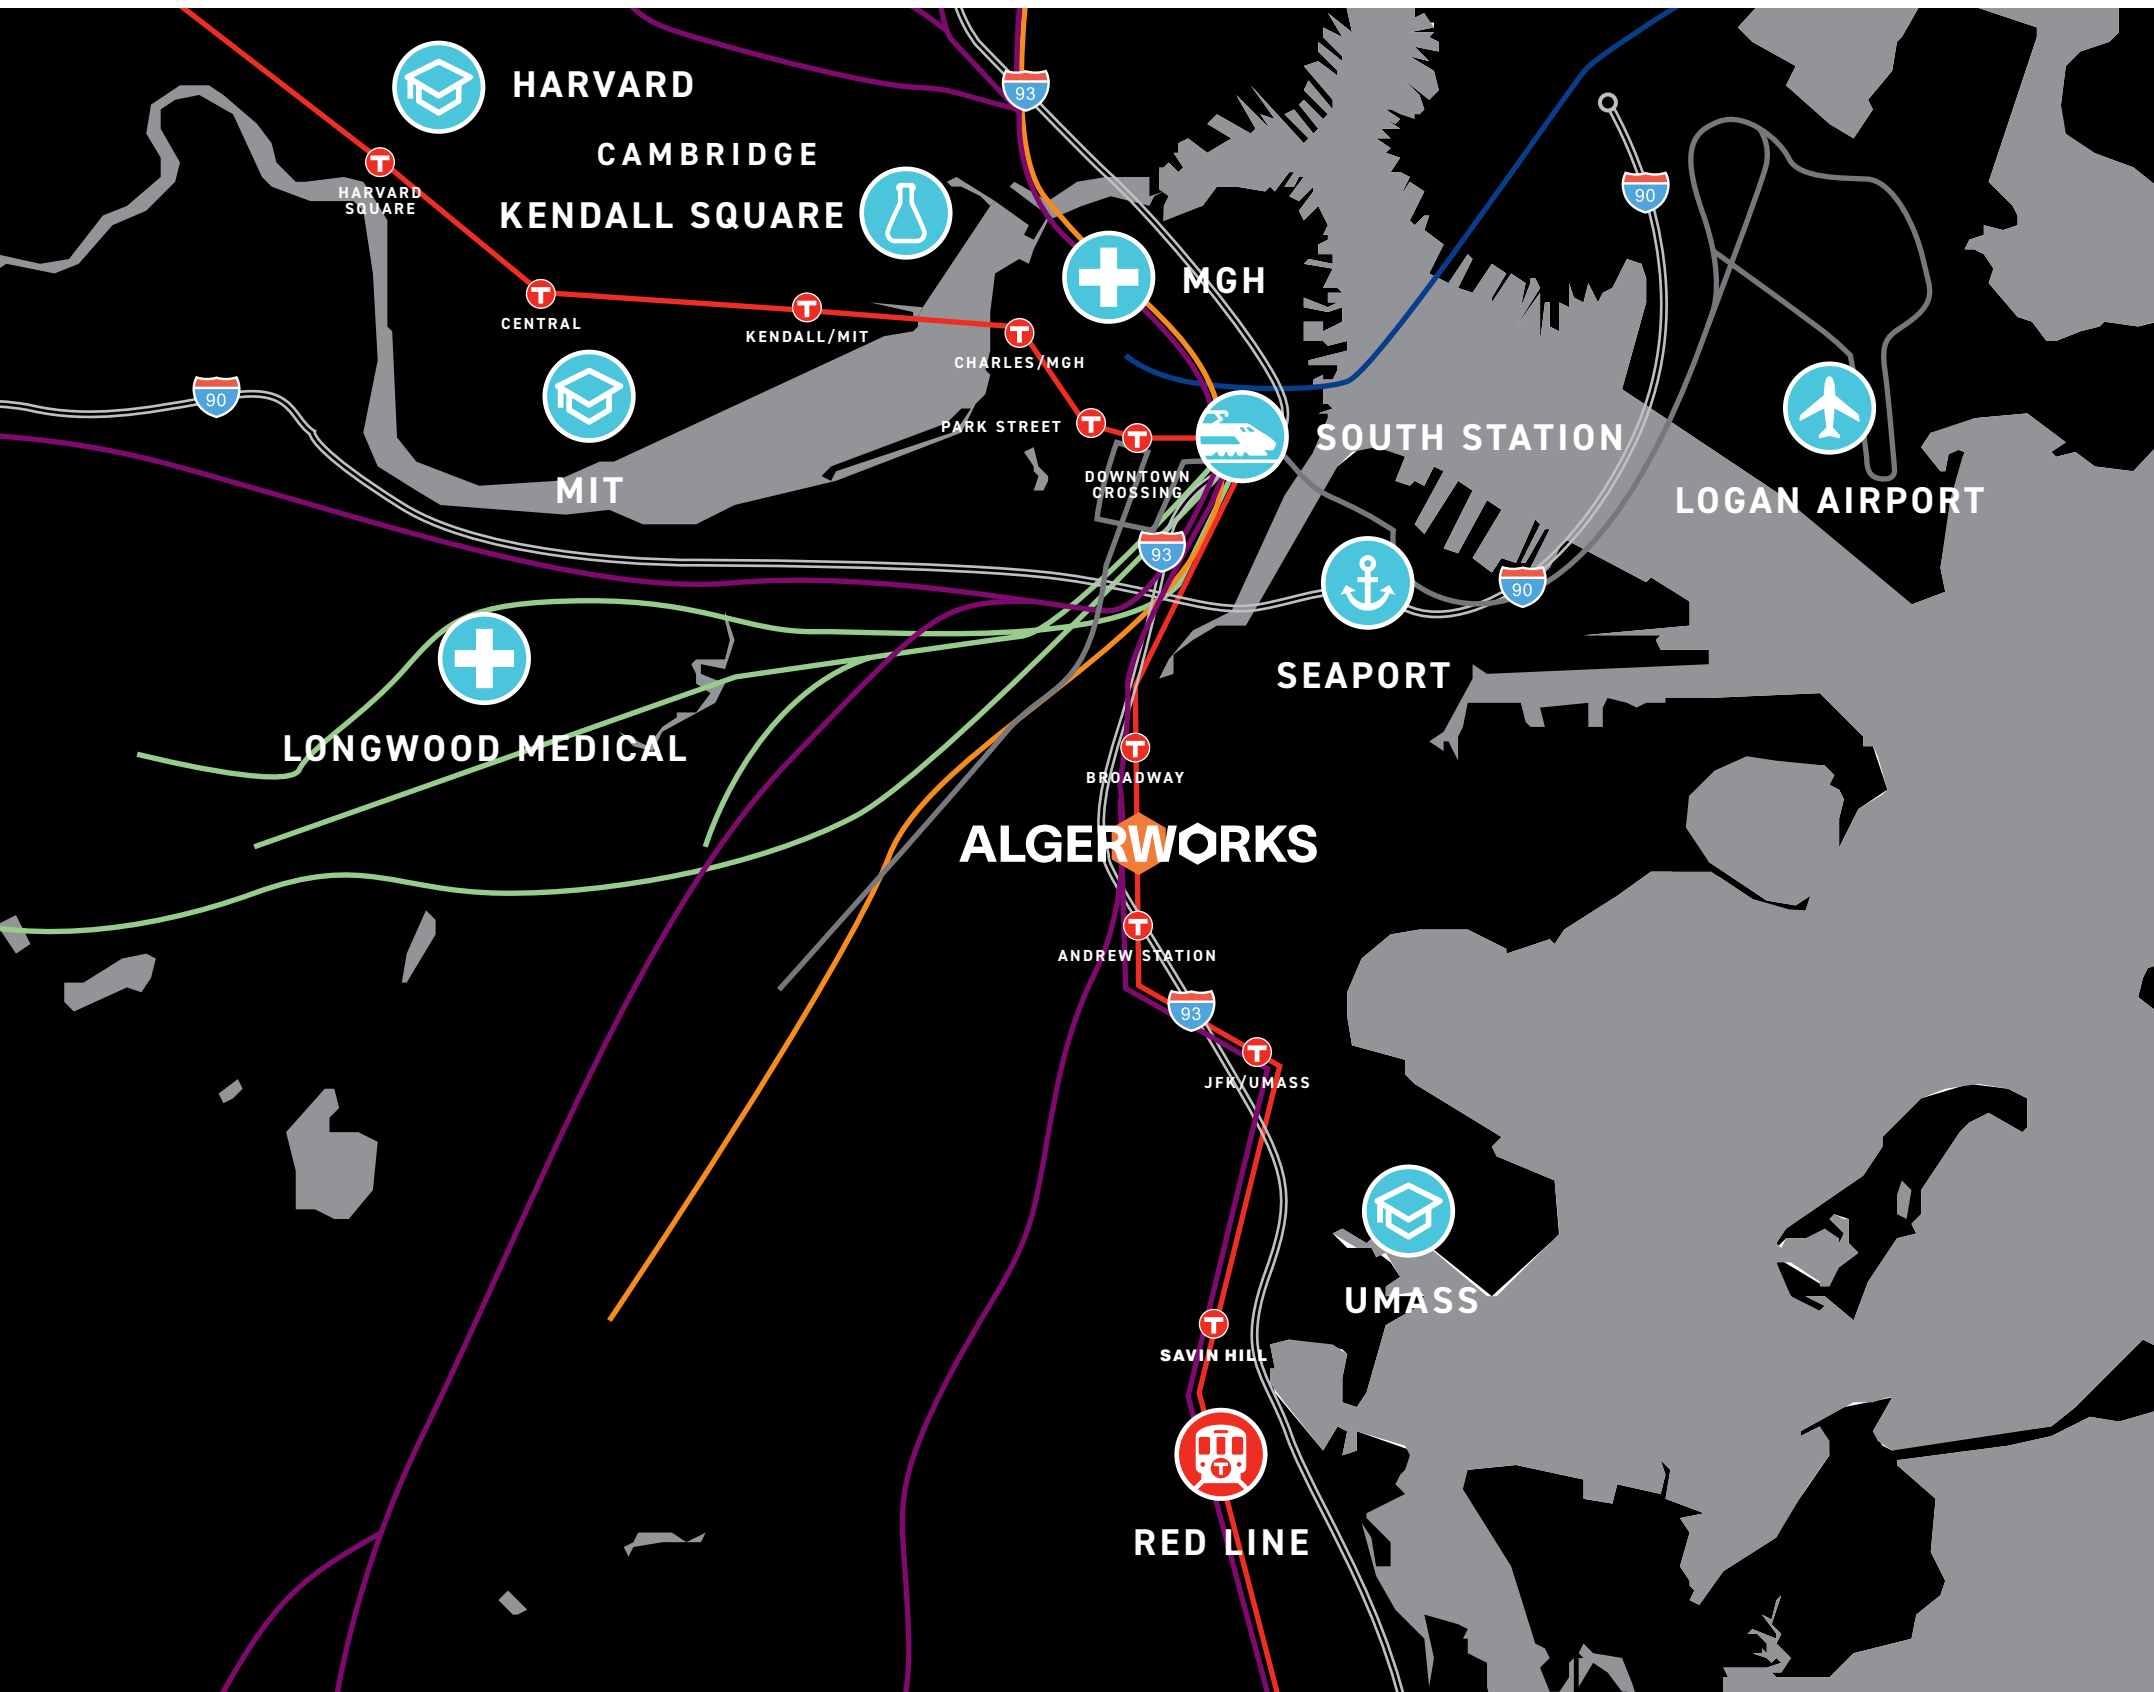 HARVARD
93
CAMBRIDGE
HARVARD
SQUARE
90
KENDALL SQUARE
MGH
CENTRAL
KENDALL/MIT
CHARLES/MGH
90
PARK STREET
SOUTH STATION
DOWNTOWN
CROSSING
MIT
LOGAN AIRPORT
93
90
SEAPORT
LONGWOOD MEDICAL
BROADWAY
ALGERWORKS
ANDREW STATION
93
JFK/UMASS
UMASS
SAVIN HILL
T
RED LINE